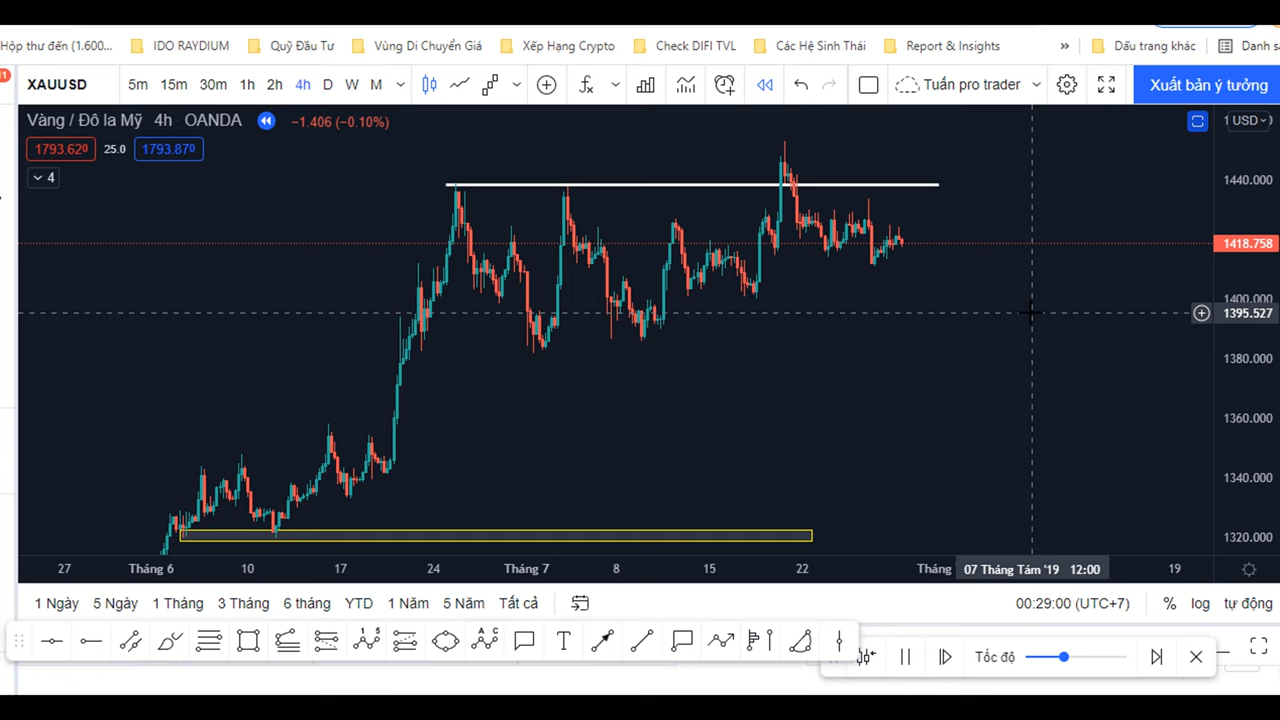 Hộp thư đến (1.600... IDO RAYDIUM Quỹ Đầu Tư Vùng Di Chuyển Giá Xếp Hạng Crypto Check DIFI TVL Các Hệ Sinh Thái Report & Insights » Dấu trang khác Danh sá
XAUUSD 5m 15m 30m 1h 2h 4h D W M Tuấn pro trader Xuất bản ý tưởng
Vàng / Đô la Mỹ 4h OANDA −1.406 (−0.10%) USD
1793.620 25.0 1793.870
4
1440.000
1418.758
1400.000
1395.527
1380.000
1360.000
1340.000
1320.000
27 Tháng 6 10 17 24 Tháng 7 8 15 22 Tháng 07 Tháng Tám '19 12:00 19
1 Ngày 5 Ngày 1 Tháng 3 Tháng 6 tháng YTD 1 Năm 5 Năm Tất cả 00:29:00 (UTC+7) % log tự động
Tốc độ